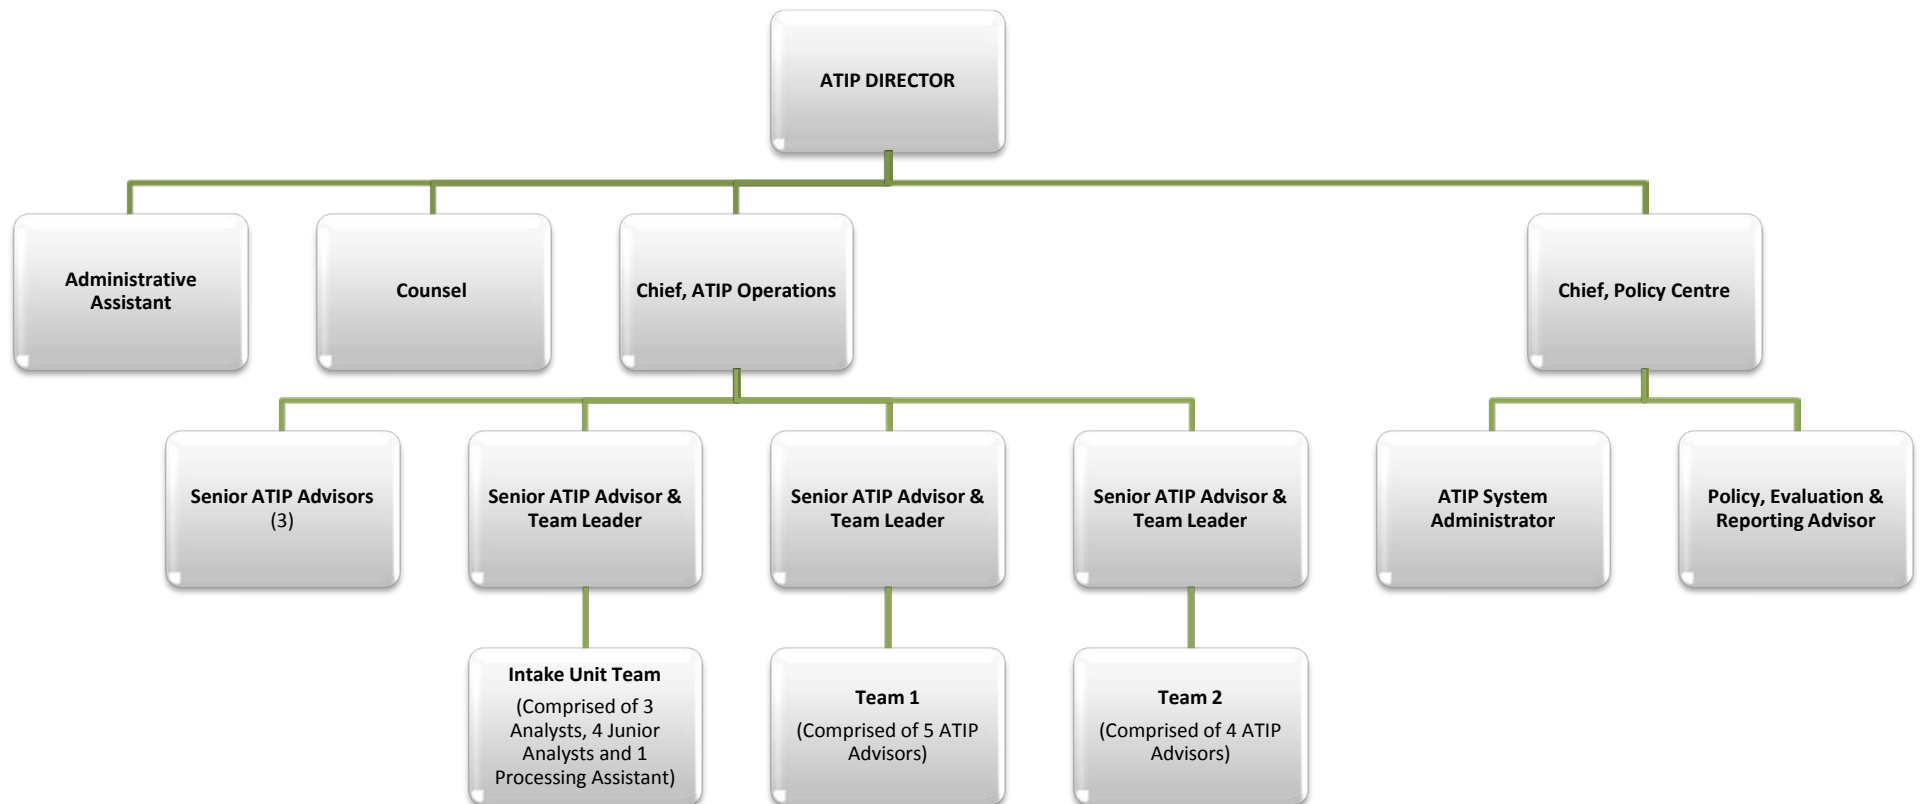 ATIP DIRECTOR
Administrative
Assistant
Counsel
Chief, ATIP Operations
Chief, Policy Centre
Senior ATIP Advisors
(3)
Senior ATIP Advisor &
Team Leader
Senior ATIP Advisor &
Team Leader
Senior ATIP Advisor &
Team Leader
ATIP System
Administrator
Policy, Evaluation &
Reporting Advisor
Intake Unit Team
(Comprised of 3
Analysts, 4 Junior
Analysts and 1
Processing Assistant)
Team 1
(Comprised of 5 ATIP
Advisors)
Team 2
(Comprised of 4 ATIP
Advisors)